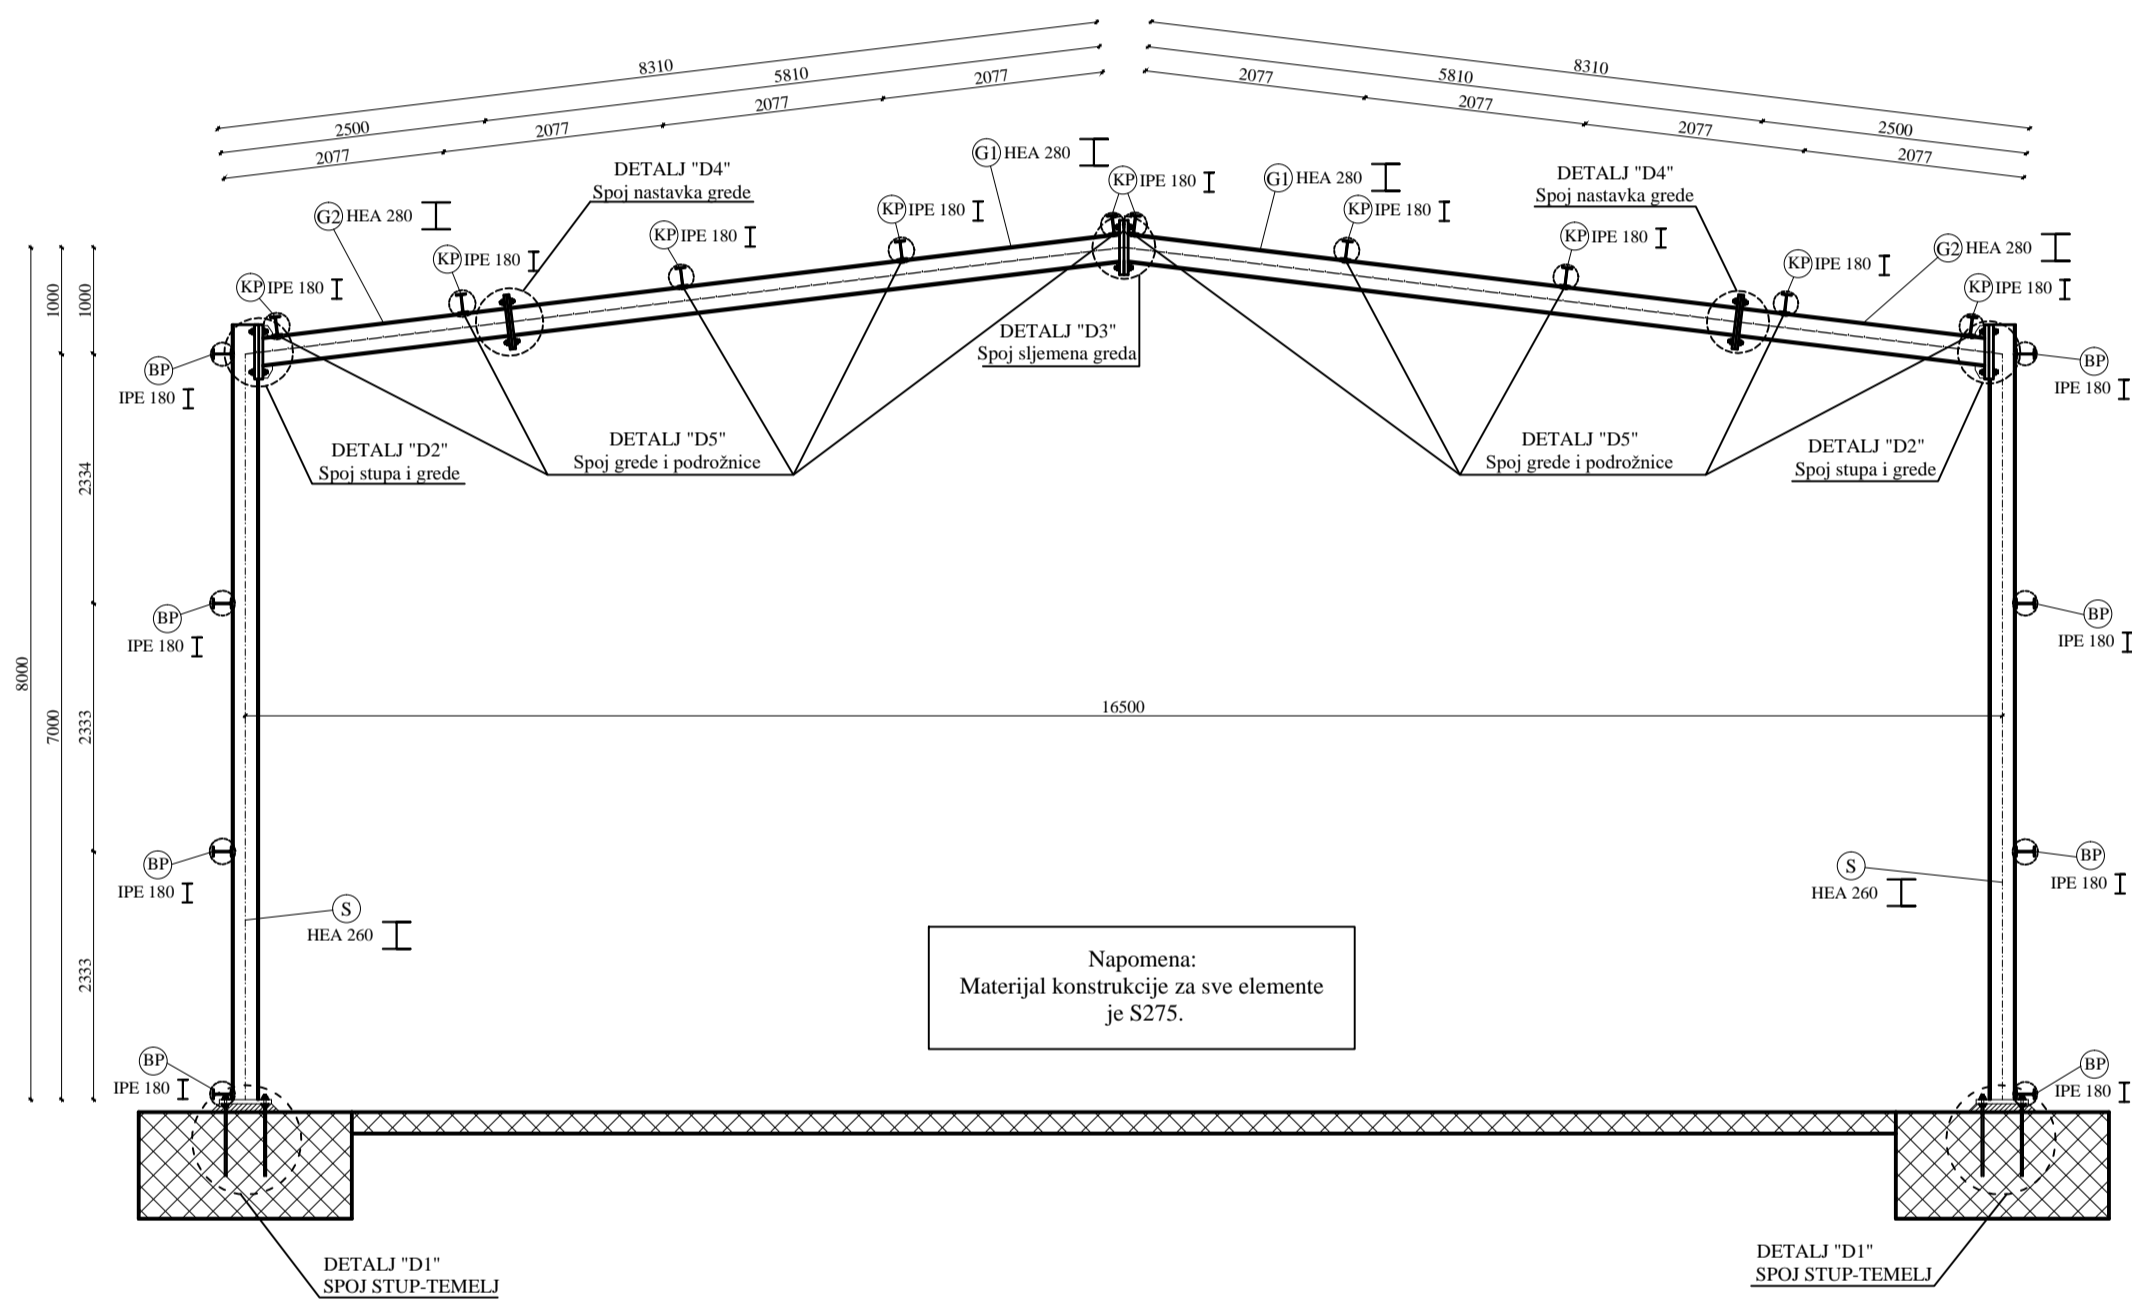 8310
5810
2077
2500
2077
2077
2077
8310
5810
2077
2077
2077
2500
2077
G1 HEA 280
KP IPE 180
G1 HEA 280
DETALJ "D4"
Spoj nastavka grede
DETALJ "D4"
Spoj nastavka grede
G2 HEA 280
KP IPE 180
KP IPE 180
KP IPE 180
KP IPE 180
KP IPE 180
KP IPE 180
KP IPE 180
KP IPE 180
G2 HEA 280
KP IPE 180
1000
1000
DETALJ "D3"
Spoj sljemena greda
BP
IPE 180
BP
IPE 180
DETALJ "D2"
Spoj stupa i grede
DETALJ "D5"
Spoj grede i podrožnice
DETALJ "D5"
Spoj grede i podrožnice
DETALJ "D2"
Spoj stupa i grede
2334
BP
IPE 180
BP
IPE 180
8000
7000
2333
16500
BP
IPE 180
BP
IPE 180
S
HEA 260
S
HEA 260
2333
Napomena:
Materijal konstrukcije za sve elemente
je S275.
BP
IPE 180
BP
IPE 180
DETALJ "D1"
SPOJ STUP-TEMELJ
DETALJ "D1"
SPOJ STUP-TEMELJ